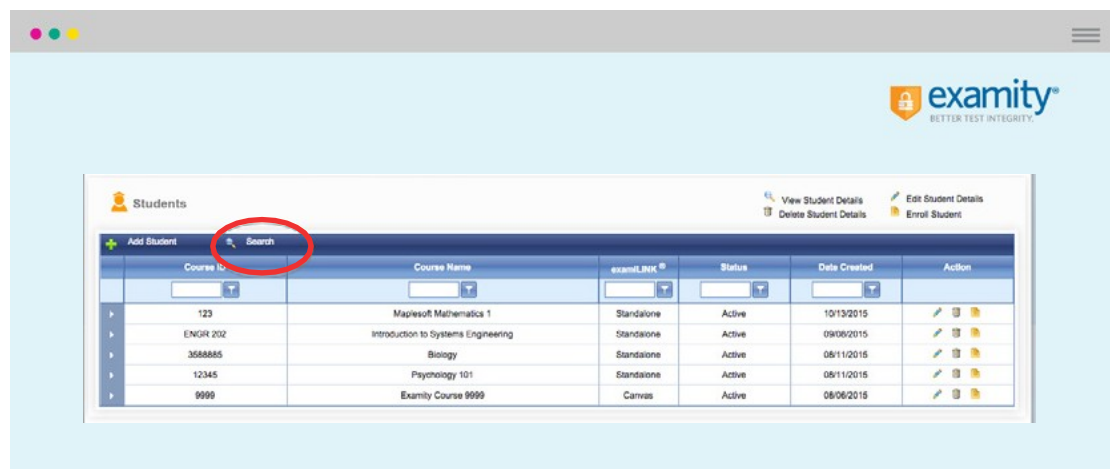 examity®
BETTER TEST INTEGRITY.
Students
View Student Details Edit Student Details
Delete Student Details Enroll Student
Add Student Search
Course ID Course Name examiLINK® Status Date Created Action
123 Maplesoft Mathematics 1 Standalone Active 10/13/2015
ENGR 202 Introduction to Systems Engineering Standalone Active 09/08/2015
3588885 Biology Standalone Active 08/11/2015
12345 Psychology 101 Standalone Active 08/11/2015
9999 Examity Course 9999 Canvas Active 08/06/2015